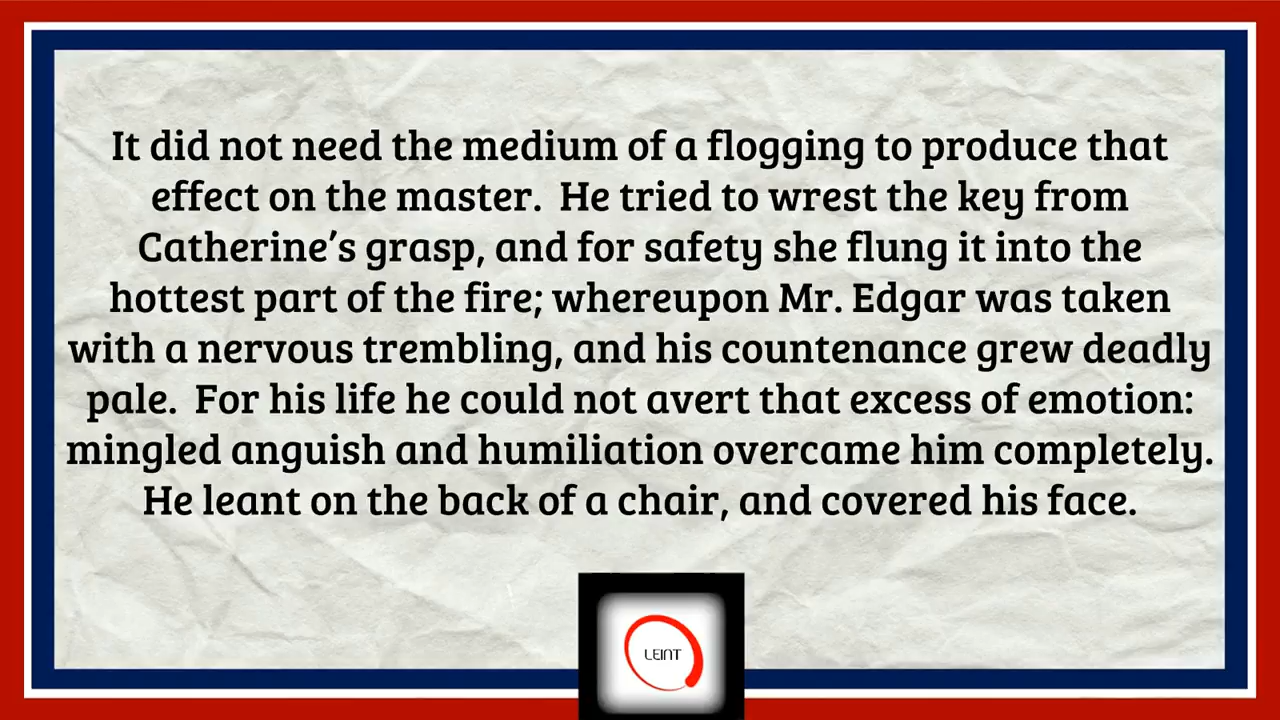 It did not need the medium of a flogging to produce that
effect on the master.  He tried to wrest the key from
Catherine’s grasp, and for safety she flung it into the
hottest part of the fire; whereupon Mr. Edgar was taken
with a nervous trembling, and his countenance grew deadly
pale.  For his life he could not avert that excess of emotion:
mingled anguish and humiliation overcame him completely.
He leant on the back of a chair, and covered his face.
LEINT